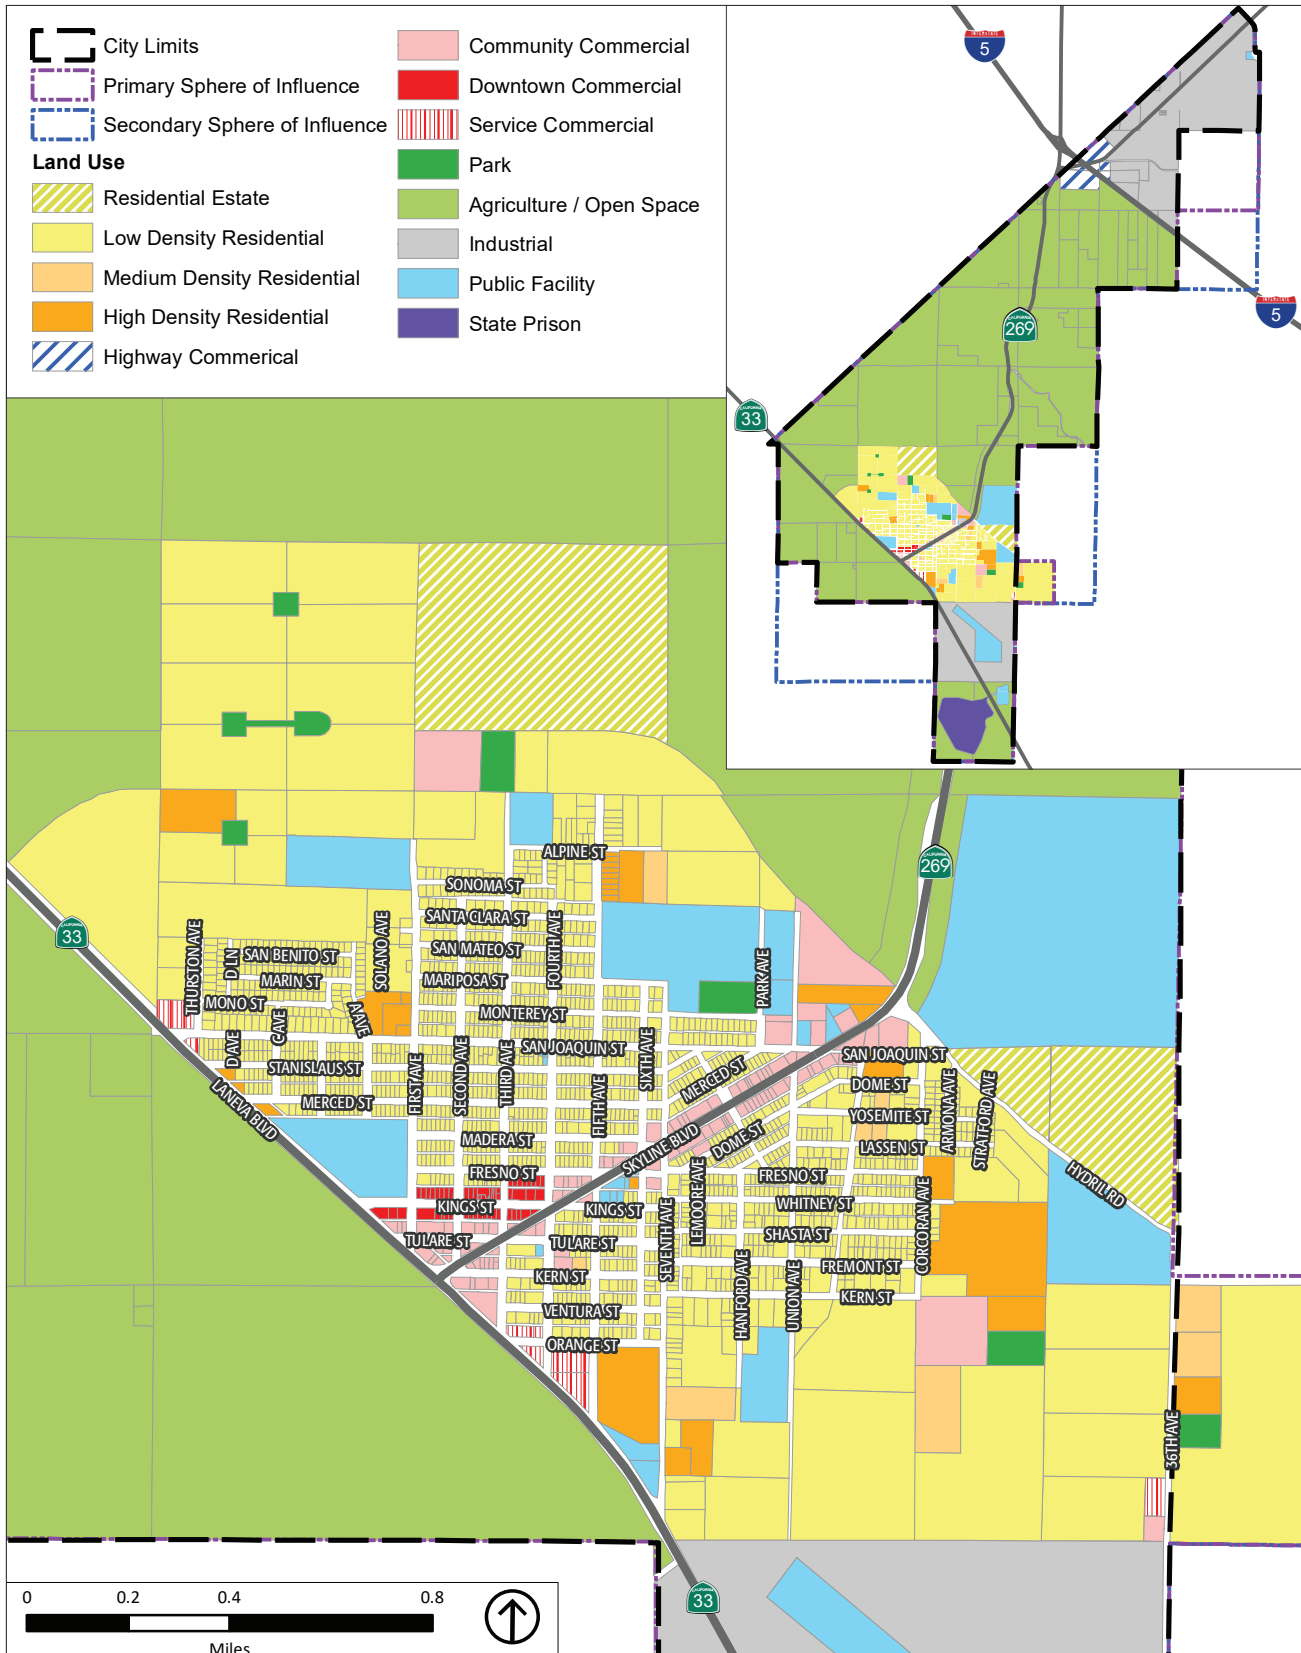 City Limits
Primary Sphere of Influence
Secondary Sphere of Influence
Land Use
Residential Estate
Low Density Residential
Medium Density Residential
High Density Residential
Highway Commerical
Community Commercial
Downtown Commercial
Service Commercial
Park
Agriculture / Open Space
Industrial
Public Facility
State Prison
INTERSTATE
5
INTERSTATE
5
CALIFORNIA
269
CALIFORNIA
33
CALIFORNIA
269
CALIFORNIA
33
ALPINE ST
SONOMA ST
SANTA CLARA ST
SAN MATEO ST
MARIPOSA ST
MONTEREY ST
SAN JOAQUIN ST
THURSTON AVE
D LN
SAN BENITO ST
MARIN ST
MONO ST
SOLANO AVE
A AVE
C AVE
D AVE
STANISLAUS ST
MERCED ST
FIRST AVE
SECOND AVE
THIRD AVE
FOURTH AVE
FIFTH AVE
SIXTH AVE
PARK AVE
LANEVA BLVD
MADERA ST
FRESNO ST
KINGS ST
TULARE ST
MERCED ST
SKYLINE BLVD
DOME ST
SAN JOAQUIN ST
DOME ST
YOSEMITE ST
LASSEN ST
ARMONA AVE
STRATFORD AVE
HYDRIL RD
FRESNO ST
WHITNEY ST
SHASTA ST
FREMONT ST
KERN ST
CORCORAN AVE
LEMOORE AVE
SEVENTH AVE
HANFORD AVE
UNION AVE
KINGS ST
TULARE ST
KERN ST
VENTURA ST
ORANGE ST
36TH AVE
CALIFORNIA
33
0 0.2 0.4 0.8
Miles